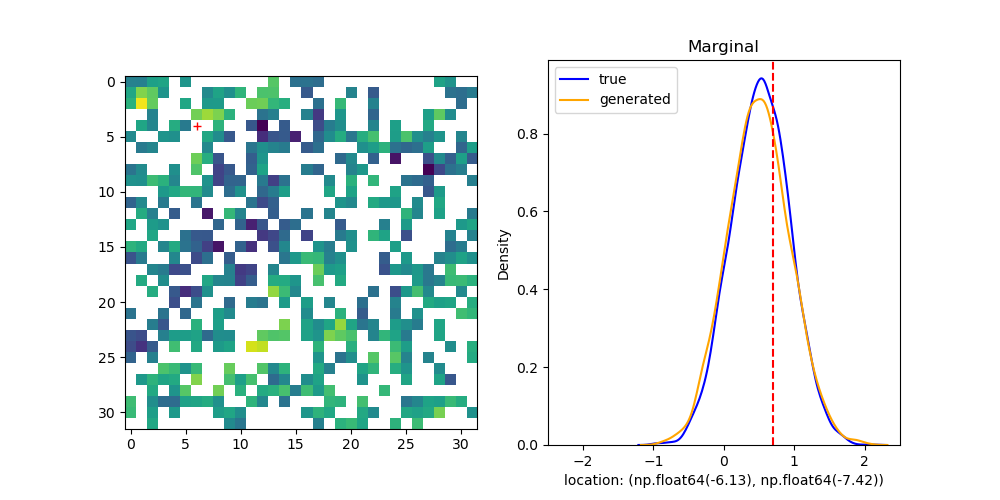 Marginal
true
generated
Density
0
5
10
15
20
25
30
0 5 10 15 20 25 30
0.8
0.6
0.4
0.2
0.0
−2 −1 0 1 2
location: (np.float64(-6.13), np.float64(-7.42))